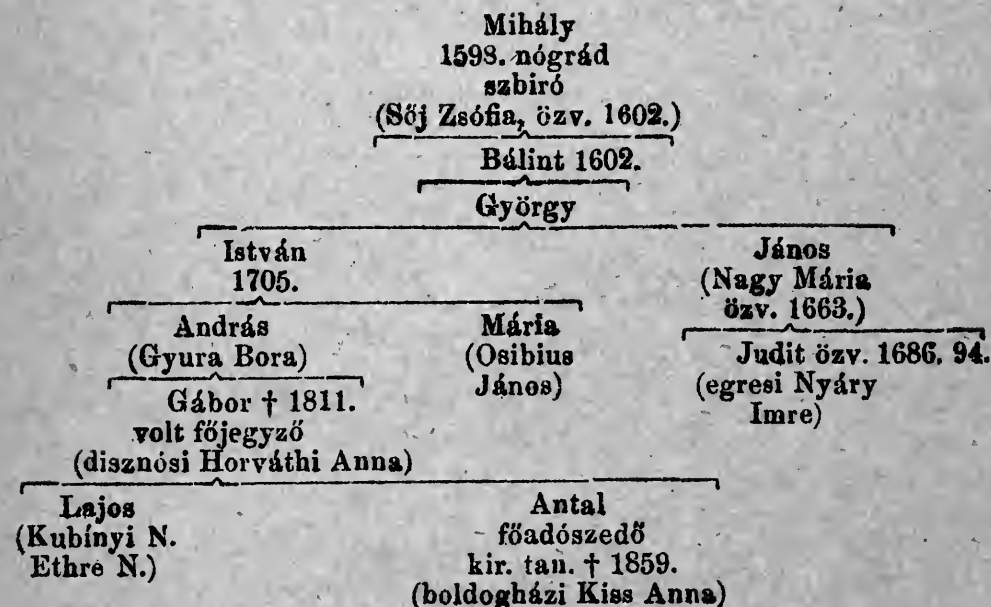 Mihály
1598. nógrád
szbiró
(Sőj Zsófia, özv. 1602.)
Bálint 1602.
György
István
1705.
János
(Nagy Mária
özv. 1663.)
András
(Gyura Bora)
Mária
(Osibius
János)
Judit özv. 1686. 94.
(egresi Nyáry
Imre)
Gábor † 1811.
volt főjegyző
(disznósi Horváthi Anna)
Lajos
(Kubínyi N.
Ethre N.)
Antal
főadószedő
kir. tan. † 1859.
(boldogházi Kiss Anna)